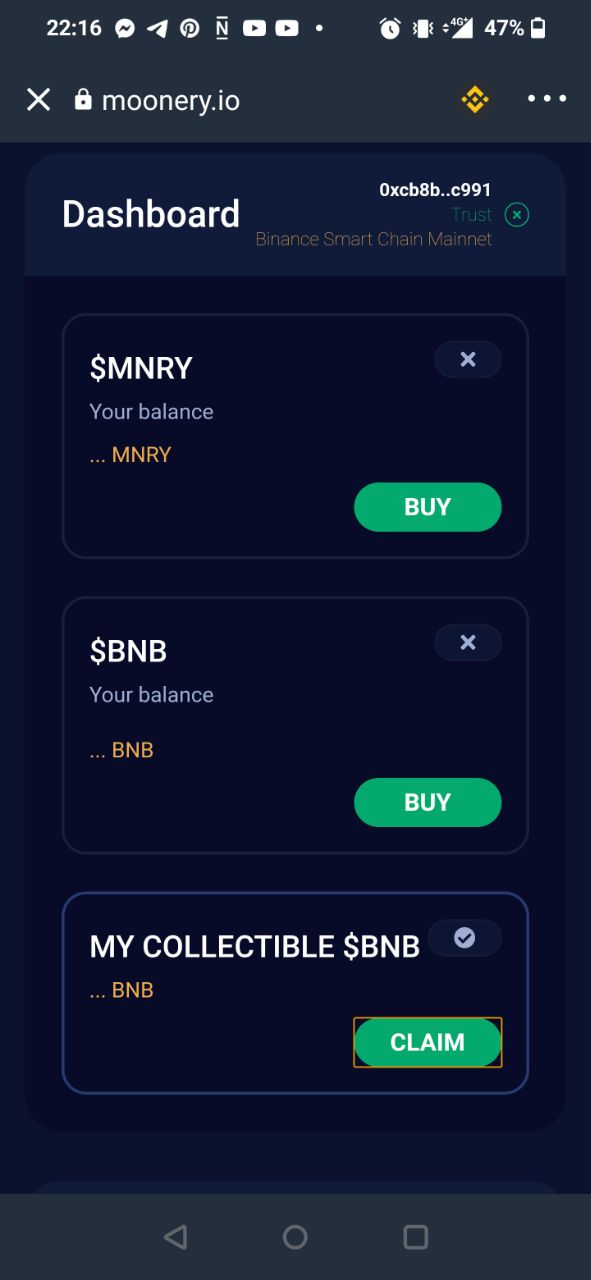 22:16
4G+
47%
moonery.io
Dashboard
0xcb8b..c991
Trust
Binance Smart Chain Mainnet
$MNRY
Your balance
... MNRY
BUY
$BNB
Your balance
... BNB
BUY
MY COLLECTIBLE $BNB
... BNB
CLAIM